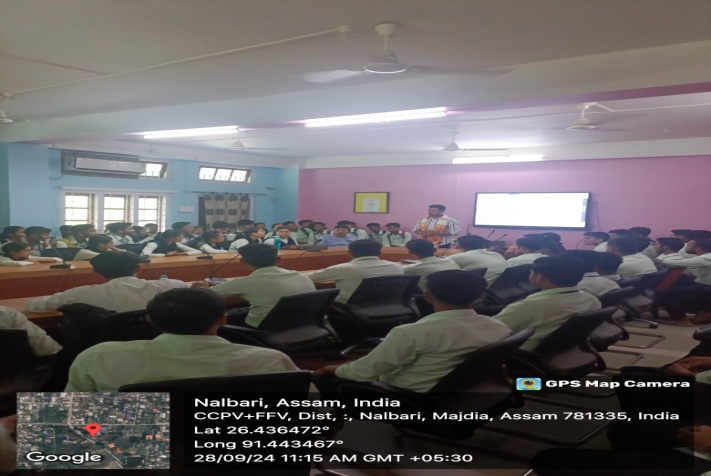 GPS Map Camera
Nalbari, Assam, India
CCPV+FFV, Dist, :, Nalbari, Majdia, Assam 781335, India
Lat 26.436472°
Long 91.443467°
28/09/24 11:15 AM GMT +05:30
Google